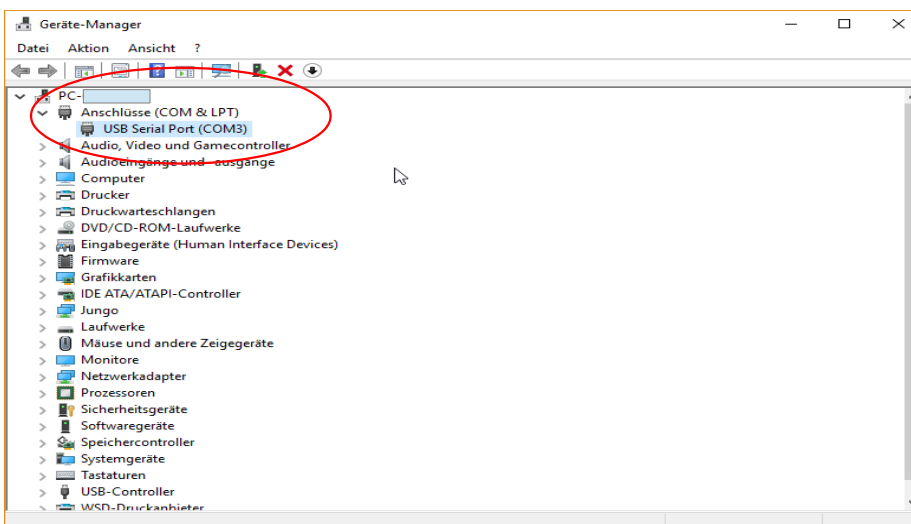 Geräte-Manager
Datei Aktion Ansicht ?
PC-
Anschlüsse (COM & LPT)
USB Serial Port (COM3)
Audio, Video und Gamecontroller
Audioeingänge und -ausgänge
Computer
Drucker
Druckwarteschlangen
DVD/CD-ROM-Laufwerke
Eingabegeräte (Human Interface Devices)
Firmware
Grafikkarten
IDE ATA/ATAPI-Controller
Jungo
Laufwerke
Mäuse und andere Zeigegeräte
Monitore
Netzwerkadapter
Prozessoren
Sicherheitsgeräte
Softwaregeräte
Speichercontroller
Systemgeräte
Tastaturen
USB-Controller
WSD-Druckanbieter